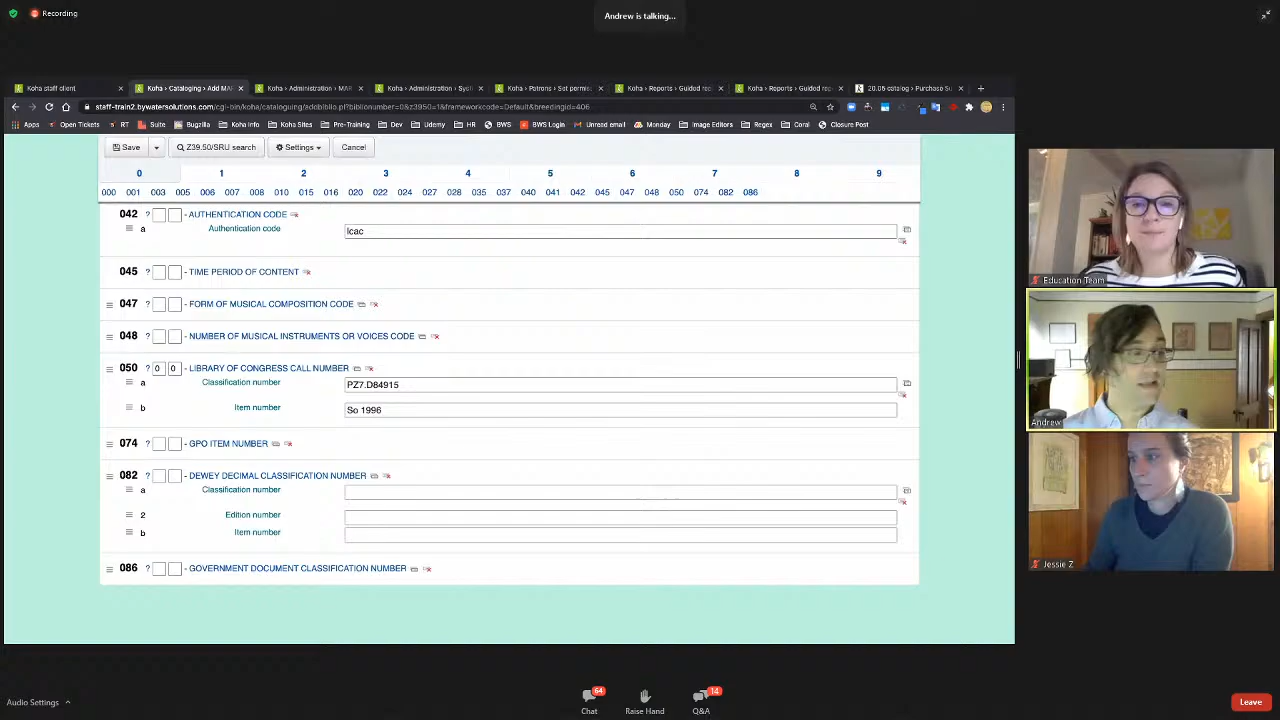 Recording
Andrew is talking...
Koha staff client
Koha › Cataloging › Add MAR
Koha › Administration › MAR
Koha › Administration › Syst
Koha › Patrons › Set permis
Koha › Reports › Guided rep
Koha › Reports › Guided rep
20.05 catalog | Purchase Su
staff-train2.bywatersolutions.com/cgi-bin/koha/cataloguing/addbiblio.pl?biblionumber=0&z3950=1&frameworkcode=Default&breedingid=406
Apps
Open Tickets
RT
Suite
Bugzilla
Koha Info
Koha Sites
Pre-Training
Dev
Udemy
HR
BWS
BWS Login
Unread email
Monday
Image Editors
Regex
Coral
Closure Post
Save
Z39.50/SRU search
Settings
Cancel
0 1 2 3 4 5 6 7 8 9
000 001 003 005 006 007 008 010 015 016 020 022 024 027 028 035 037 040 041 042 045 047 048 050 074 082 086
042 ? - AUTHENTICATION CODE
a Authentication code lcac
045 ? - TIME PERIOD OF CONTENT
047 ? - FORM OF MUSICAL COMPOSITION CODE
048 ? - NUMBER OF MUSICAL INSTRUMENTS OR VOICES CODE
050 ? 0 0 - LIBRARY OF CONGRESS CALL NUMBER
a Classification number PZ7.D84915
b Item number So 1996
074 ? - GPO ITEM NUMBER
082 ? - DEWEY DECIMAL CLASSIFICATION NUMBER
a Classification number
2 Edition number
b Item number
086 ? - GOVERNMENT DOCUMENT CLASSIFICATION NUMBER
Education Team
Andrew
Jessie Z
Audio Settings
64
Chat
Raise Hand
14
Q&A
Leave